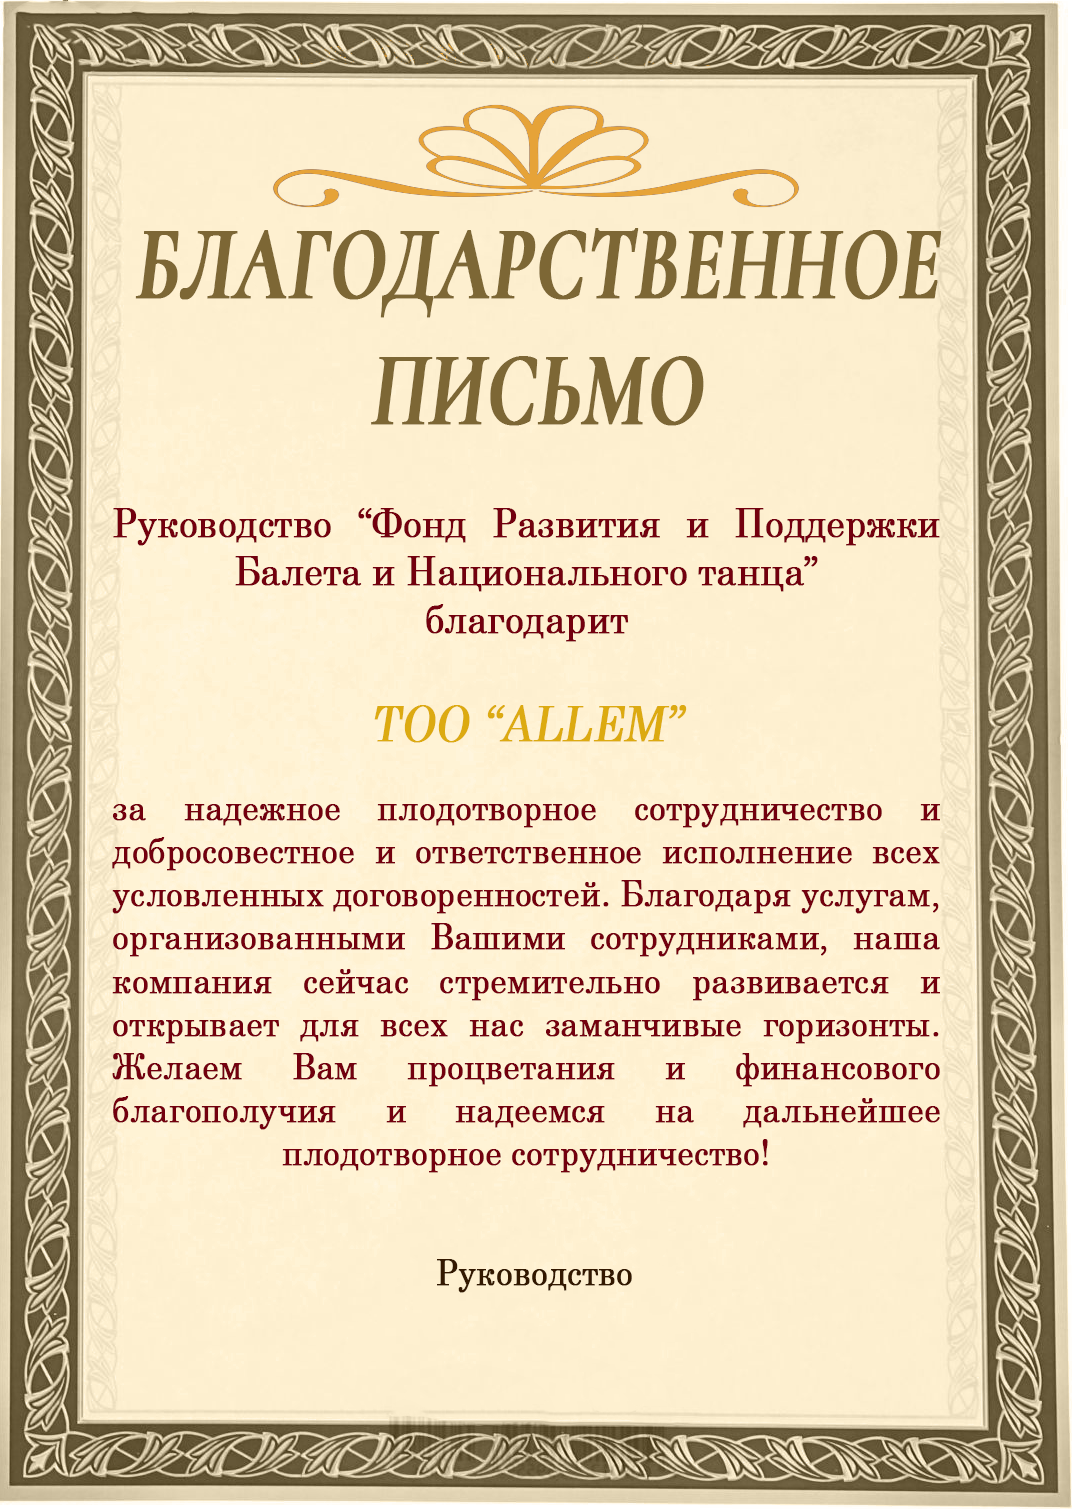 БЛАГОДАРСТВЕННОЕ
ПИСЬМО
Руководство “Фонд Развития и Поддержки
Балета и Национального танца”
благодарит
ТОО “ALLEM”
за надежное плодотворное сотрудничество и
добросовестное и ответственное исполнение всех
условленных договоренностей. Благодаря услугам,
организованными Вашими сотрудниками, наша
компания сейчас стремительно развивается и
открывает для всех нас заманчивые горизонты.
Желаем Вам процветания и финансового
благополучия и надеемся на дальнейшее
плодотворное сотрудничество!
Руководство